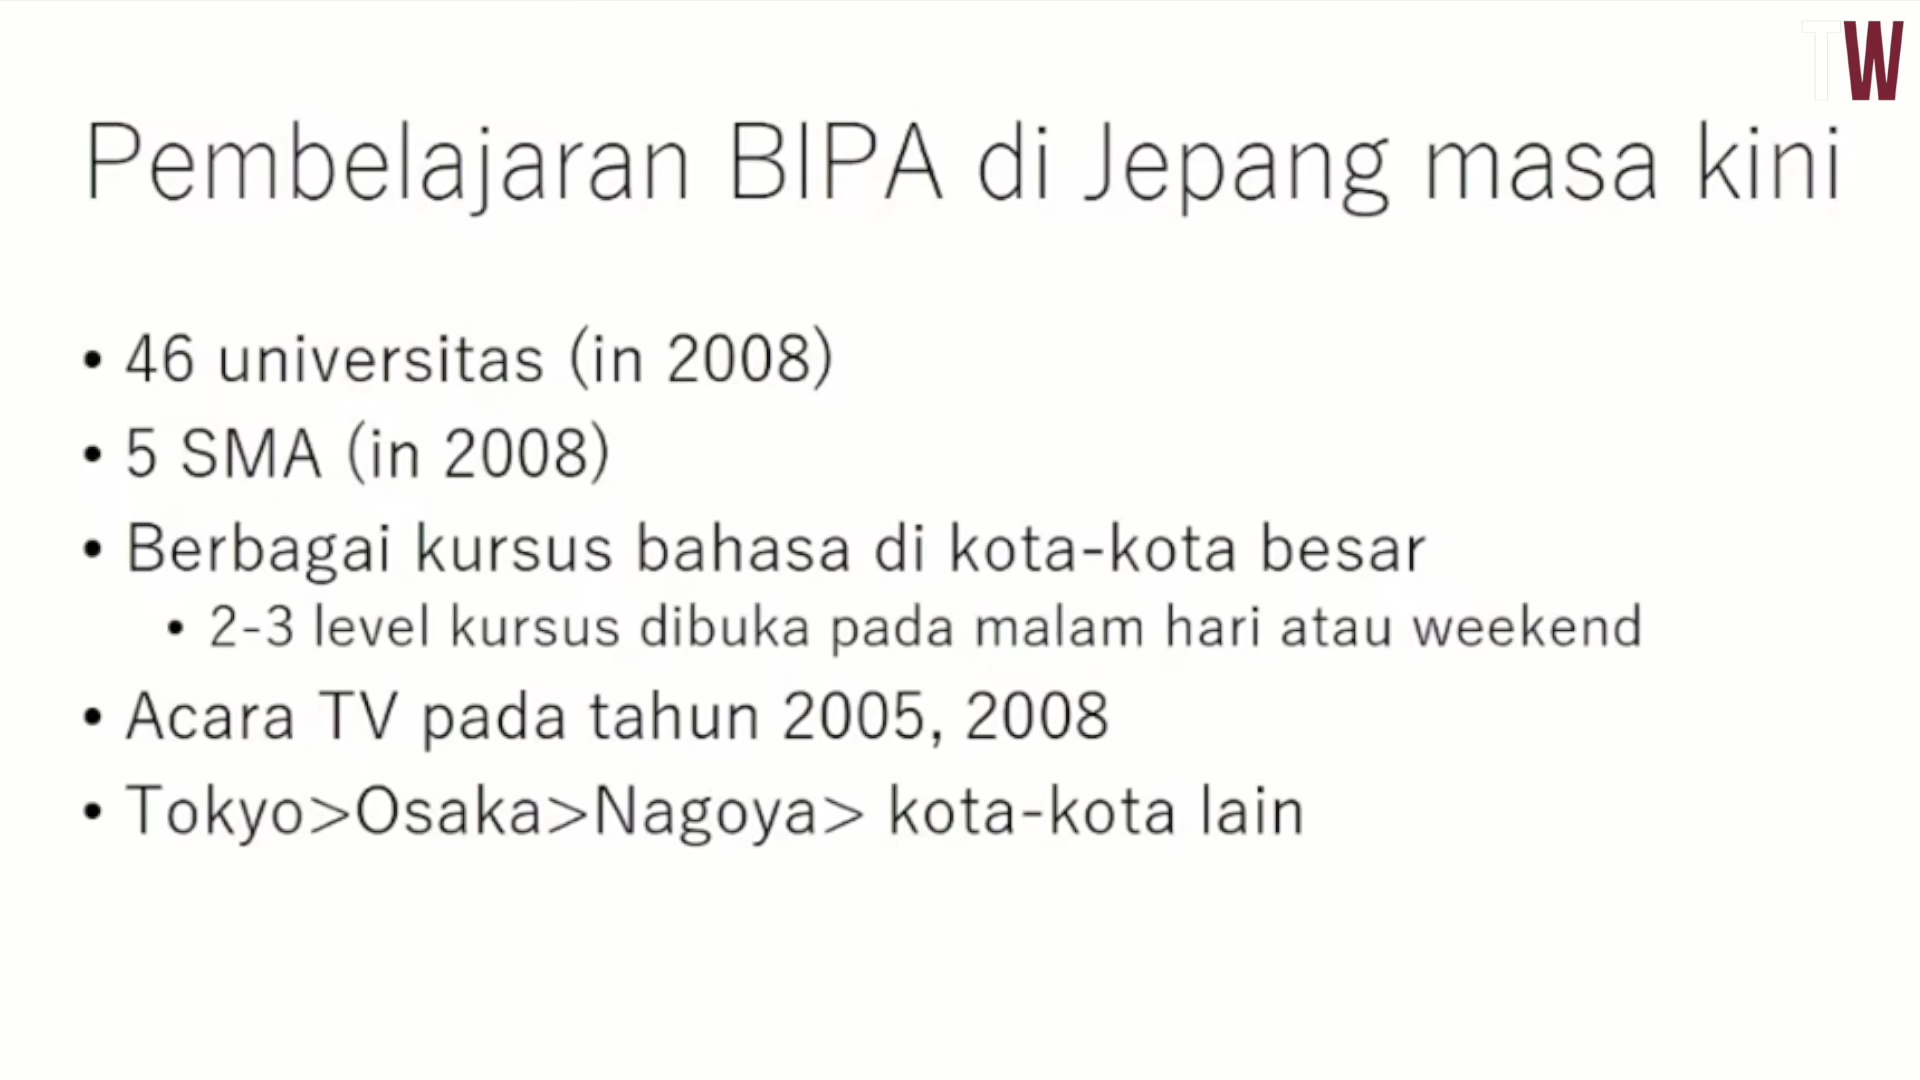 TW
Pembelajaran BIPA di Jepang masa kini
• 46 universitas (in 2008)
• 5 SMA (in 2008)
• Berbagai kursus bahasa di kota-kota besar
• 2-3 level kursus dibuka pada malam hari atau weekend
• Acara TV pada tahun 2005, 2008
• Tokyo>Osaka>Nagoya> kota-kota lain